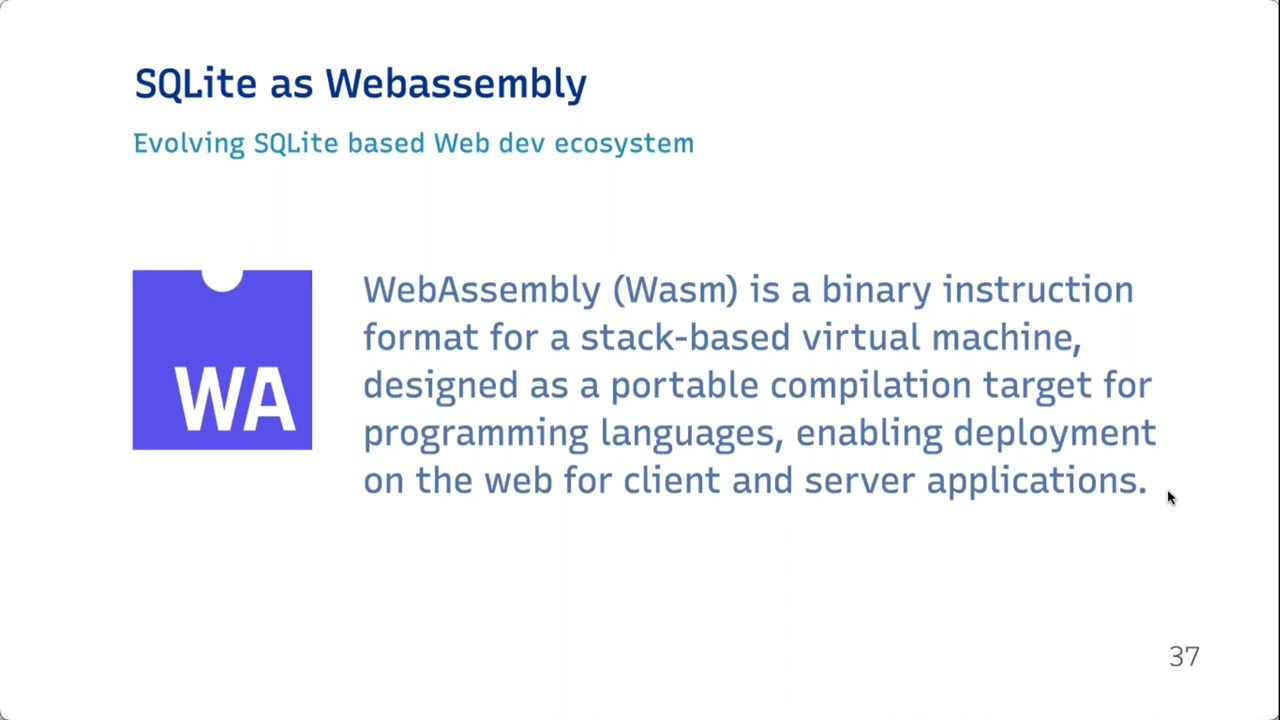 SQLite as Webassembly
Evolving SQLite based Web dev ecosystem
WA
WebAssembly (Wasm) is a binary instruction
format for a stack-based virtual machine,
designed as a portable compilation target for
programming languages, enabling deployment
on the web for client and server applications.
37